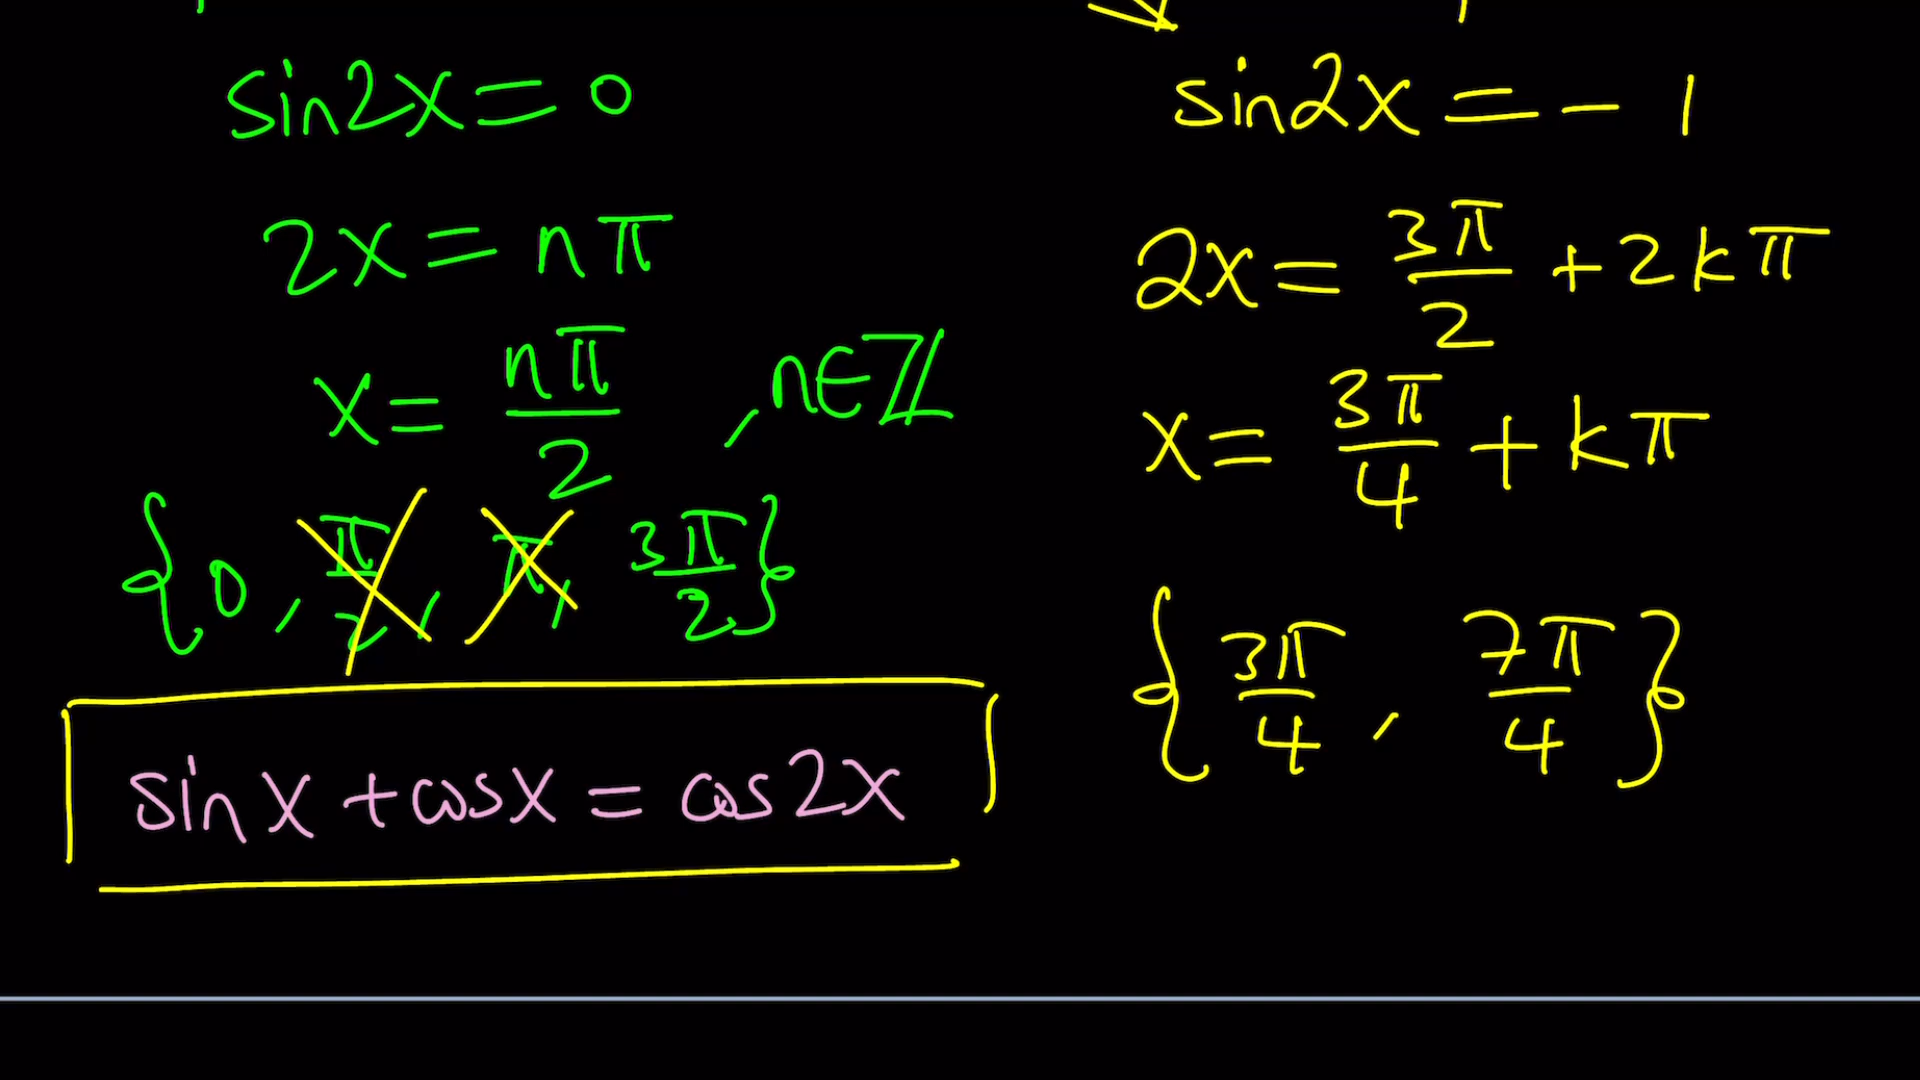 sin2x = 0
2x = nπ
x = nπ/2 , n∈ℤ
{0, π/2, π, 3π/2}
sinx + cosx = cos2x
sin2x = - 1
2x = 3π/2 + 2kπ
x = 3π/4 + kπ
{3π/4, 7π/4}